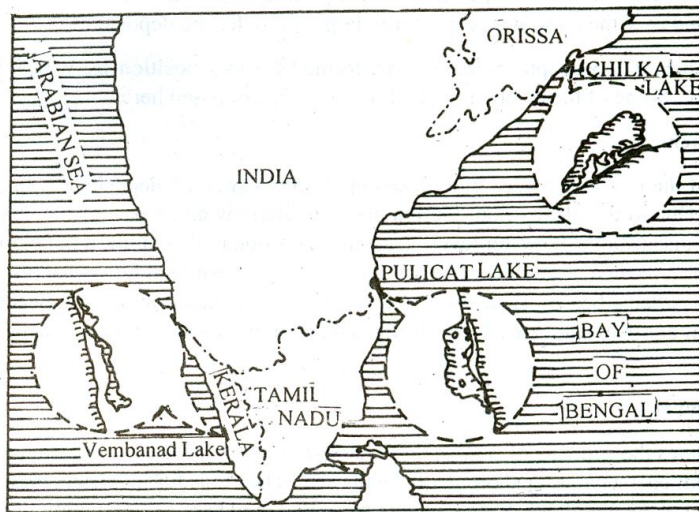 ORISSA
CHILKA
LAKE
ARABIAN SEA
INDIA
PULICAT LAKE
BAY
OF
BENGAL
KERALA
TAMIL
NADU
Vembanad Lake